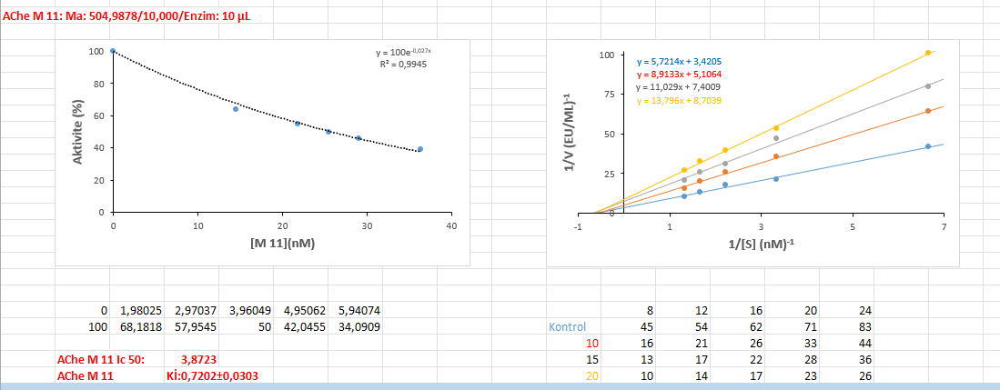 AChe M 11: Ma: 504,9878/10,000/Enzim: 10 µL
y = 100e^-0,027x
R² = 0,9945
Aktivite (%)
100
80
60
40
20
0
0 10 20 30 40
[M 11](nM)
y = 5,7214x + 3,4205
y = 8,9133x + 5,1064
y = 11,029x + 7,4009
y = 13,796x + 8,7039
1/V (EU/ML)-1
100
75
50
25
0
-1 1 3 5 7
1/[S] (nM)-1
0 1,98025 2,97037 3,96049 4,95062 5,94074
100 68,1818 57,9545 50 42,0455 34,0909
AChe M 11 Ic 50: 3,8723
AChe M 11 Kİ:0,7202±0,0303
8 12 16 20 24
Kontrol 45 54 62 71 83
10 16 21 26 33 44
15 13 17 22 28 36
20 10 14 17 23 26